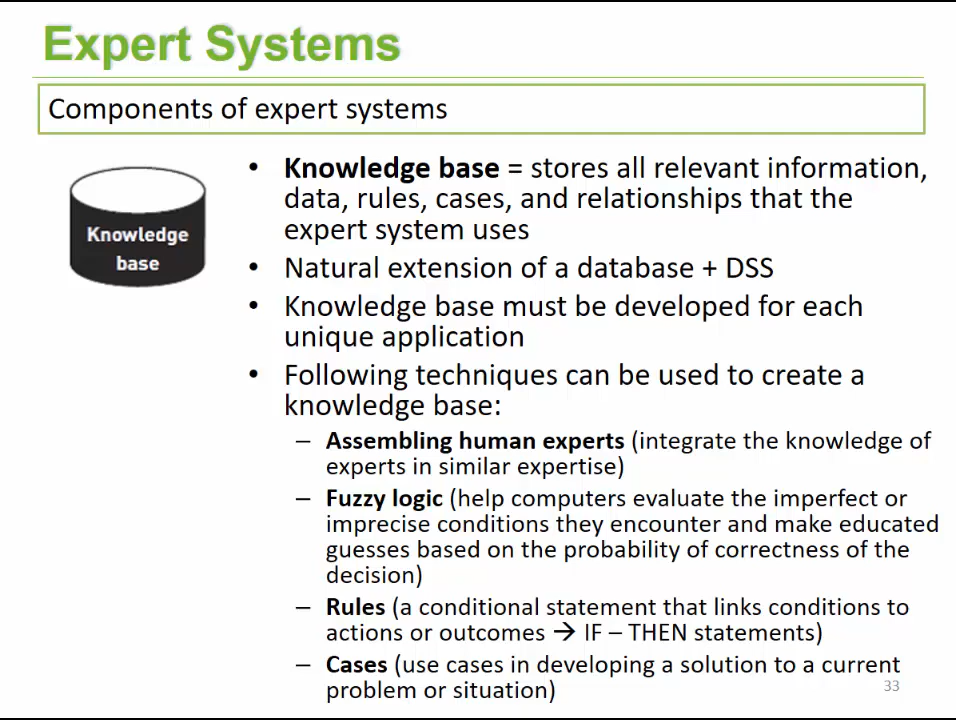 Expert Systems
Components of expert systems
Knowledge
base
• Knowledge base = stores all relevant information,
data, rules, cases, and relationships that the
expert system uses
• Natural extension of a database + DSS
• Knowledge base must be developed for each
unique application
• Following techniques can be used to create a
knowledge base:
– Assembling human experts (integrate the knowledge of
experts in similar expertise)
– Fuzzy logic (help computers evaluate the imperfect or
imprecise conditions they encounter and make educated
guesses based on the probability of correctness of the
decision)
– Rules (a conditional statement that links conditions to
actions or outcomes → IF – THEN statements)
– Cases (use cases in developing a solution to a current
problem or situation)
33